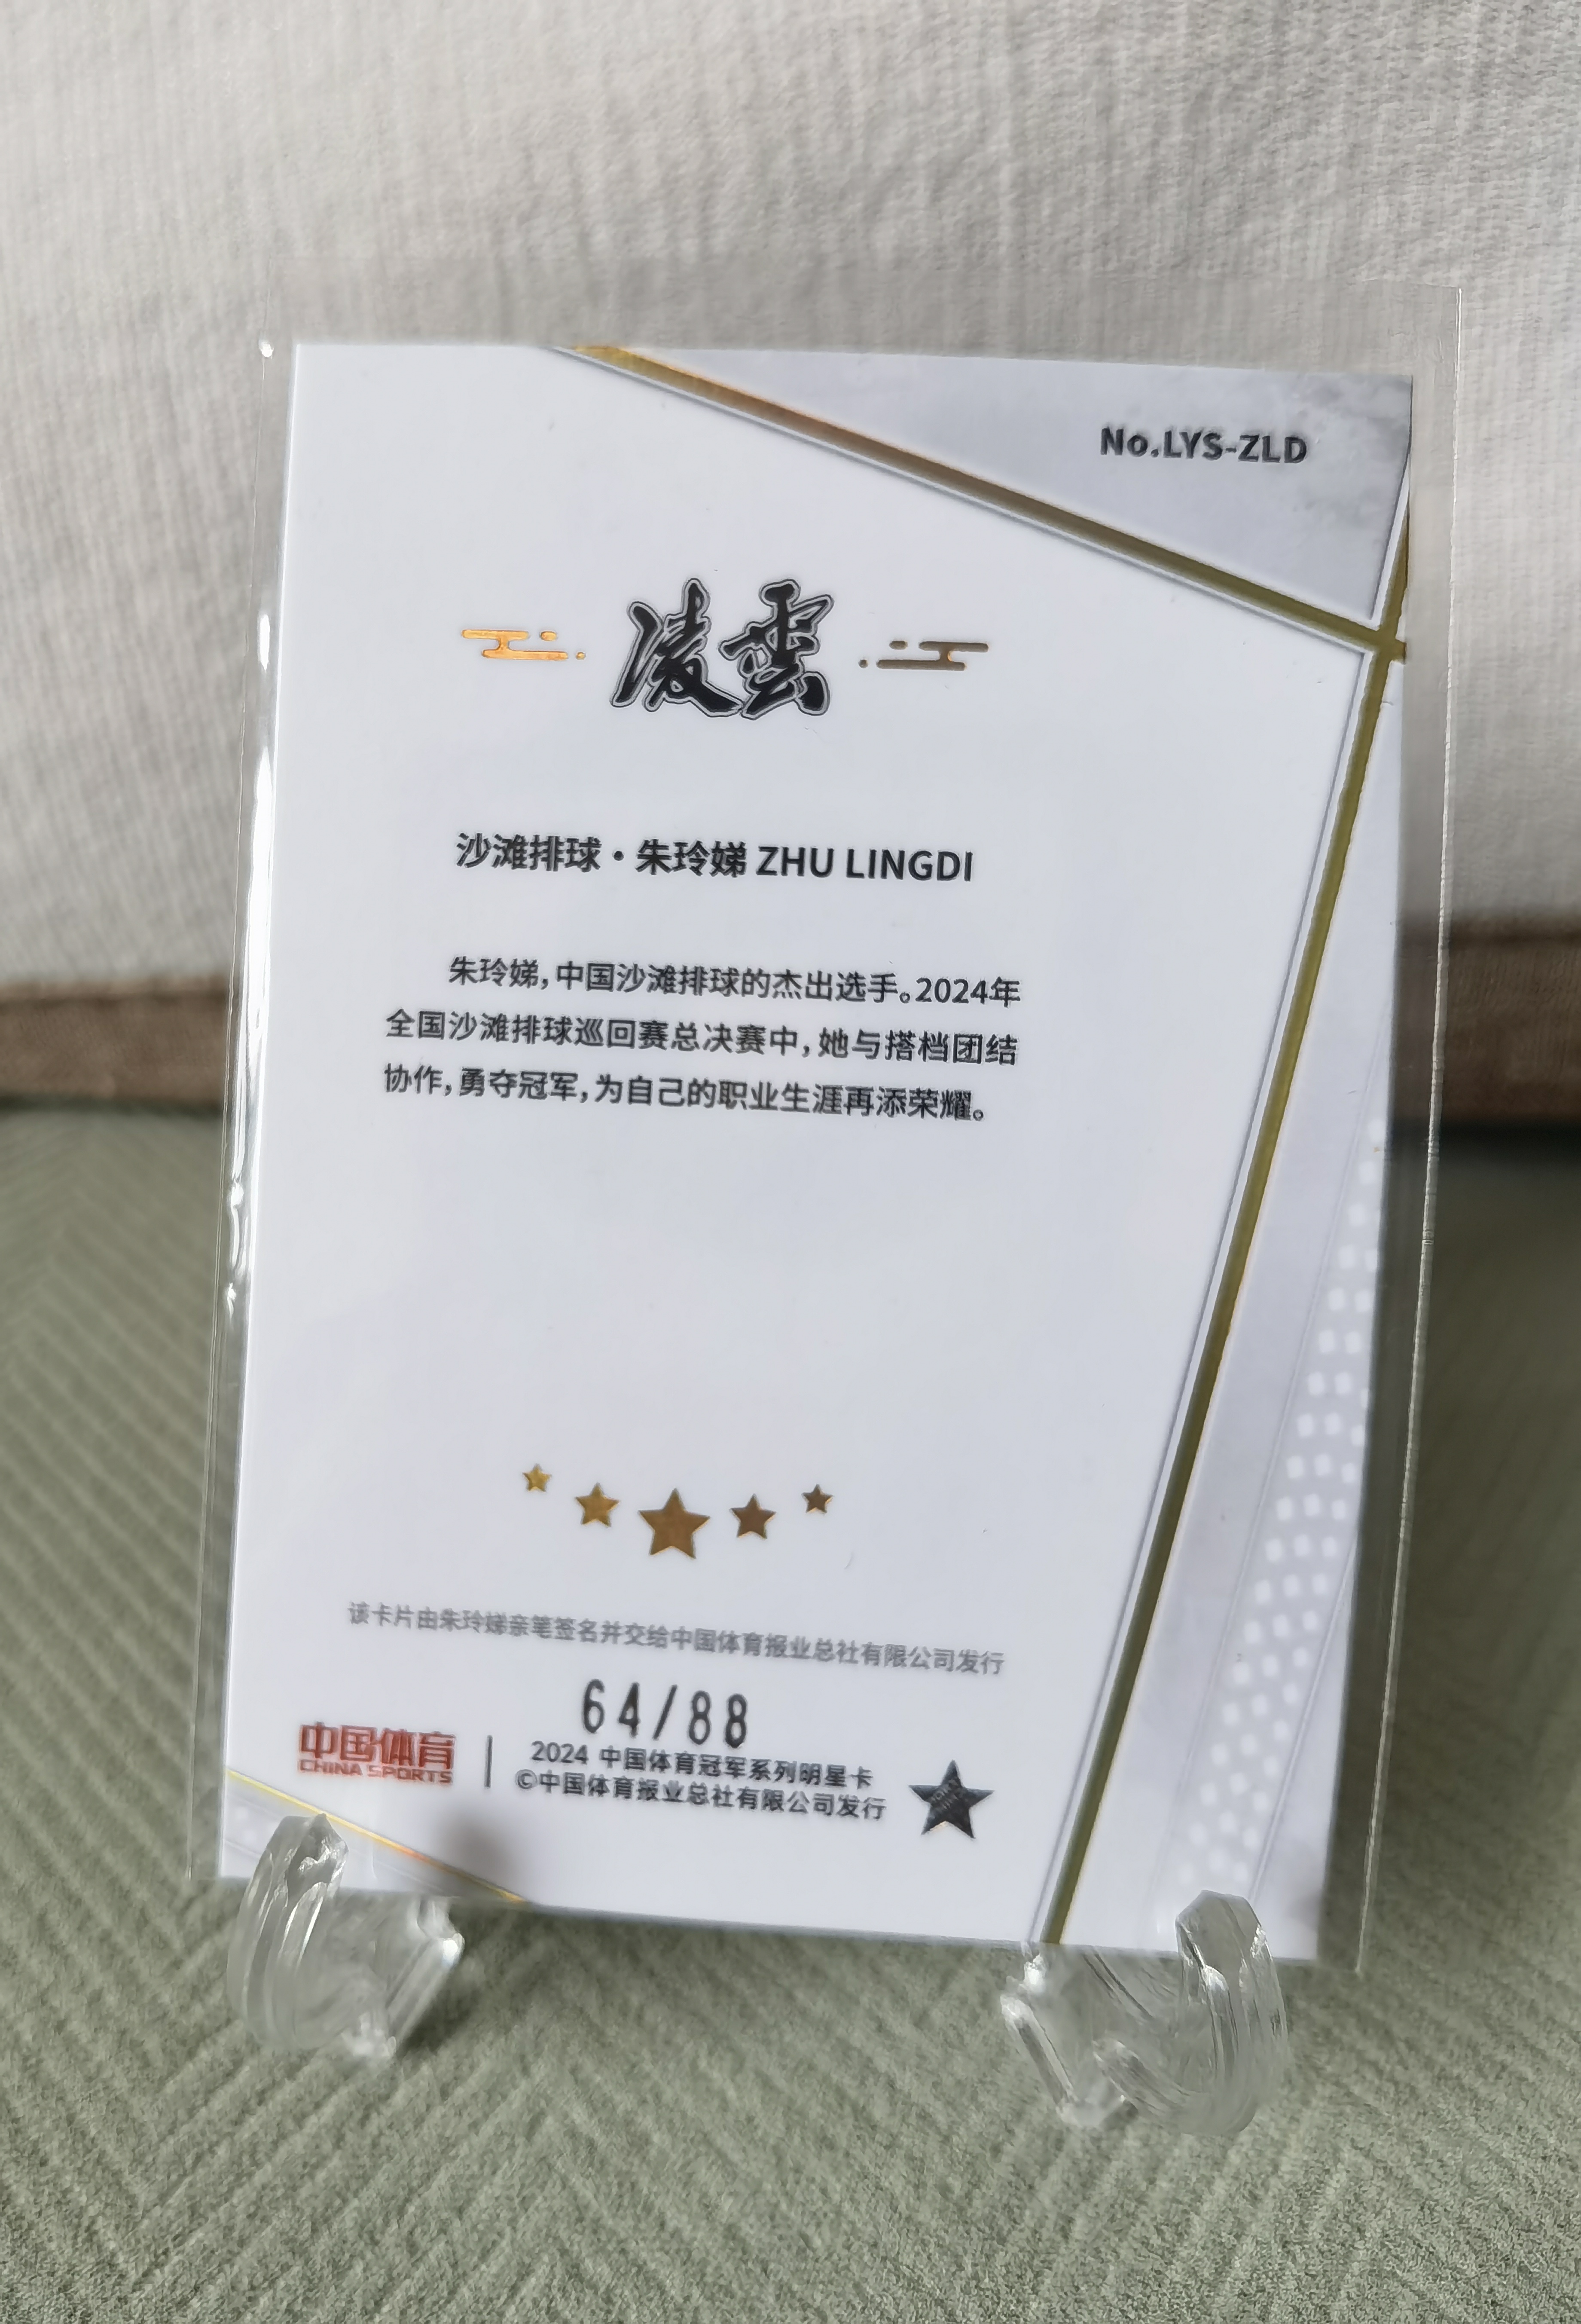 No.LYS-ZLD
凌雲
沙滩排球·朱玲娣 ZHU LINGDI
朱玲娣,中国沙滩排球的杰出选手。2024年
全国沙滩排球巡回赛总决赛中,她与搭档团结
协作,勇夺冠军,为自己的职业生涯再添荣耀。
该卡片由朱玲娣亲笔签名并交给中国体育报业总社有限公司发行
64/88
中国体育
CHINA SPORTS
2024 中国体育冠军系列明星卡
©中国体育报业总社有限公司发行